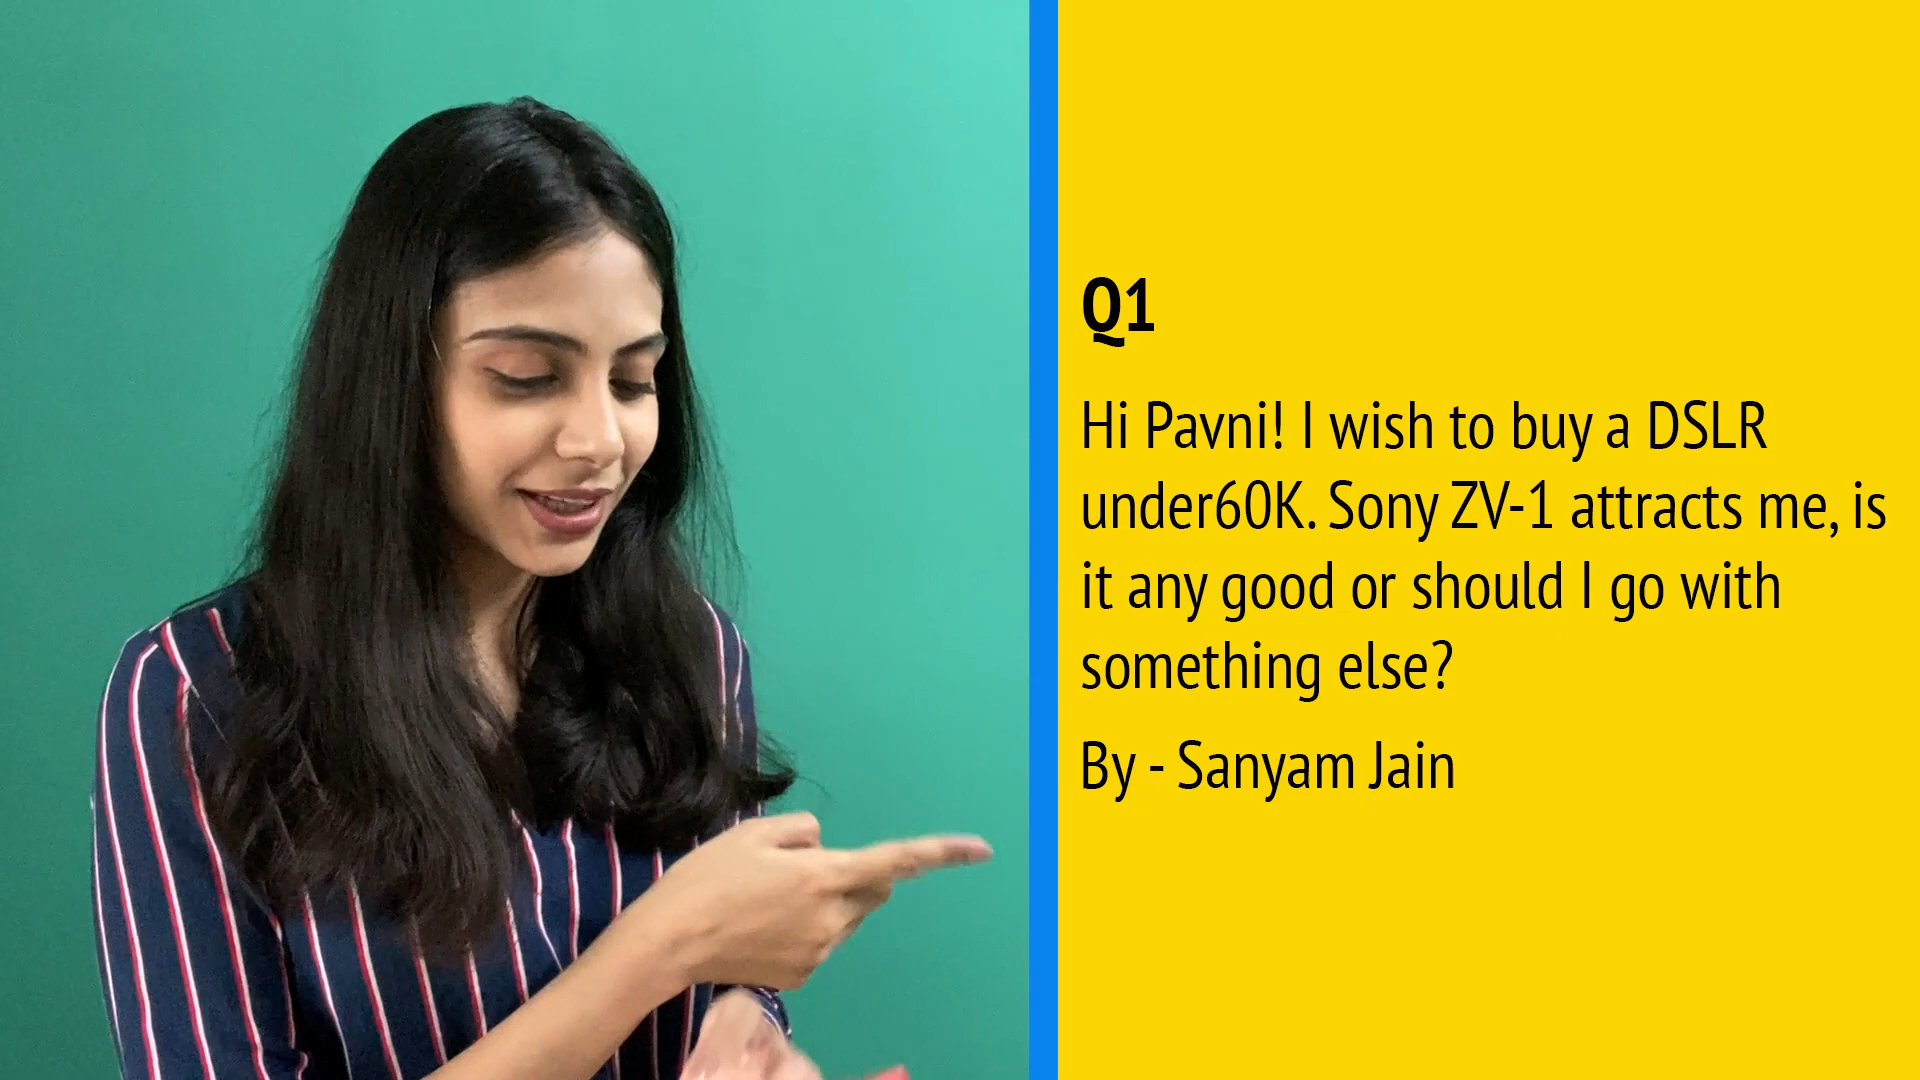 Q1
Hi Pavni! I wish to buy a DSLR
under60K. Sony ZV-1 attracts me, is
it any good or should I go with
something else?
By - Sanyam Jain